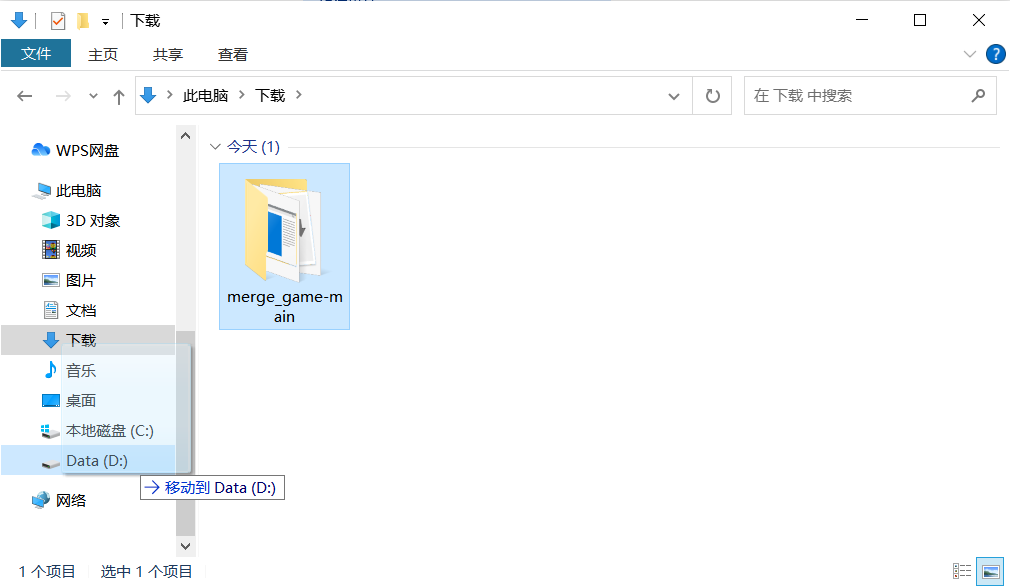 下载
文件 主页 共享 查看
此电脑 下载
在 下载 中搜索
WPS网盘
此电脑
3D 对象
视频
图片
文档
下载
音乐
桌面
本地磁盘 (C:)
Data (D:)
网络
今天 (1)
merge_game-m
ain
移动到 Data (D:)
1 个项目 选中 1 个项目